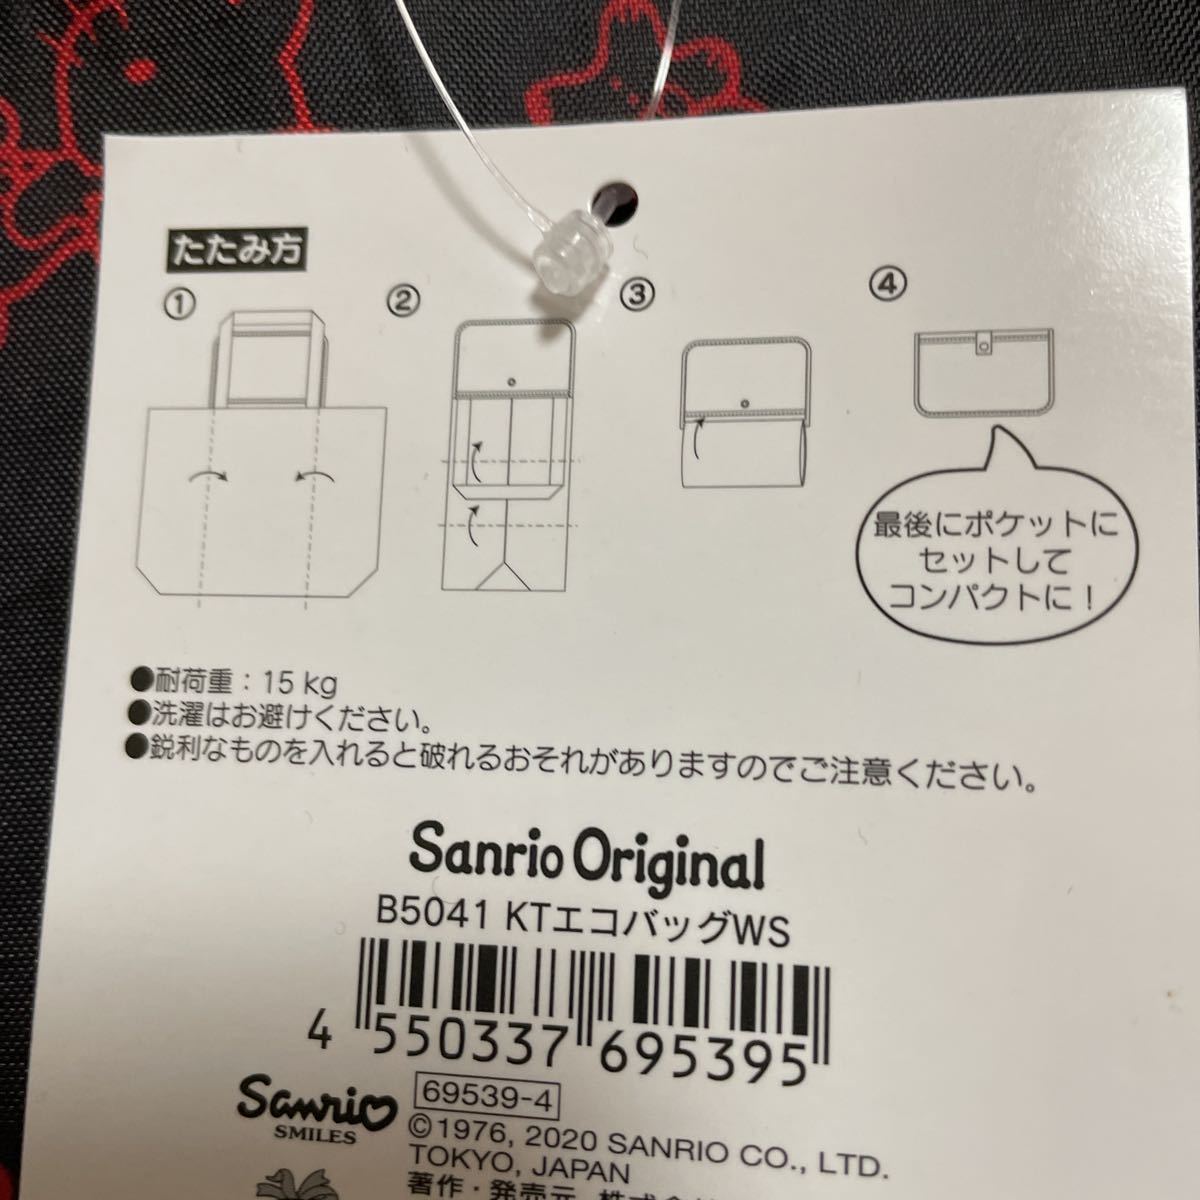 たたみ方
① ② ③ ④
最後にポケットに
セットして
コンパクトに!
●耐荷重:15 kg
●洗濯はお避けください。
●鋭利なものを入れると破れるおそれがありますのでご注意ください。
Sanrio Original
B5041 KTエコバッグWS
4 550337 695395
Sanrio
SMILES
69539-4
©1976, 2020 SANRIO CO., LTD.
TOKYO, JAPAN
著作・発売元 株式会